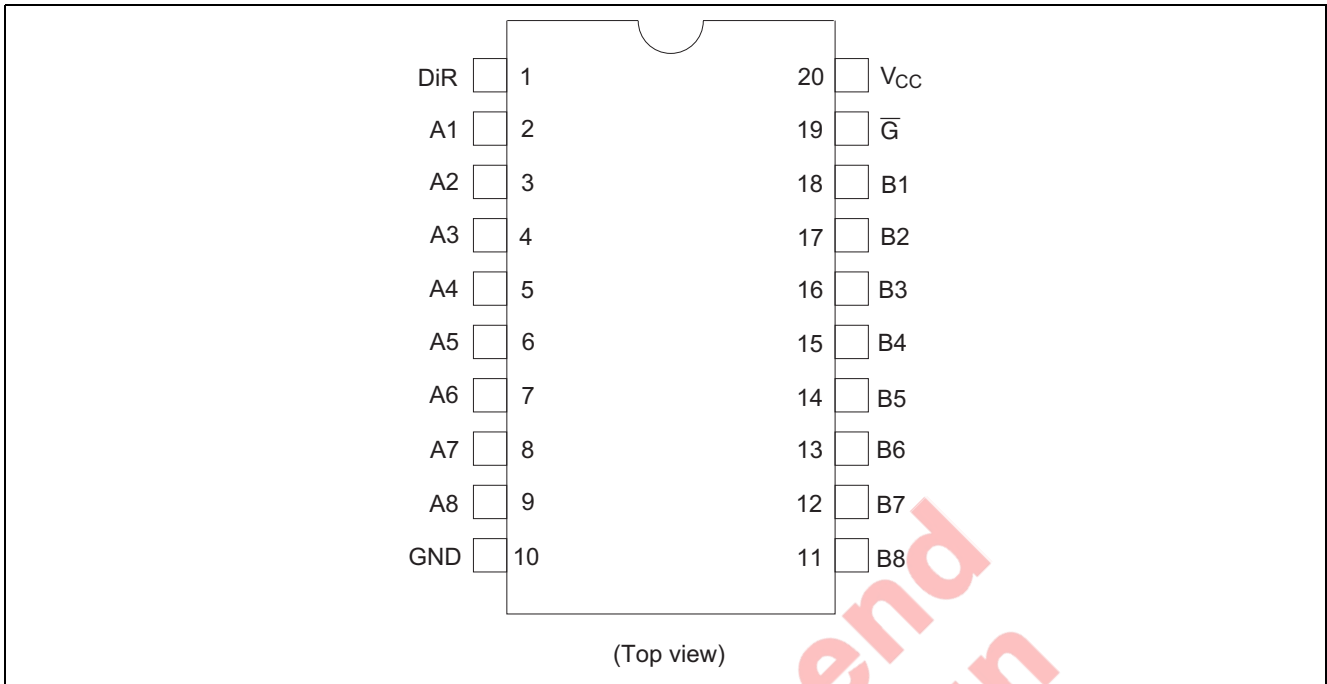 DiR 1 20 VCC
A1 2 19 G̅
A2 3 18 B1
A3 4 17 B2
A4 5 16 B3
A5 6 15 B4
A6 7 14 B5
A7 8 13 B6
A8 9 12 B7
GND 10 11 B8
(Top view)
end